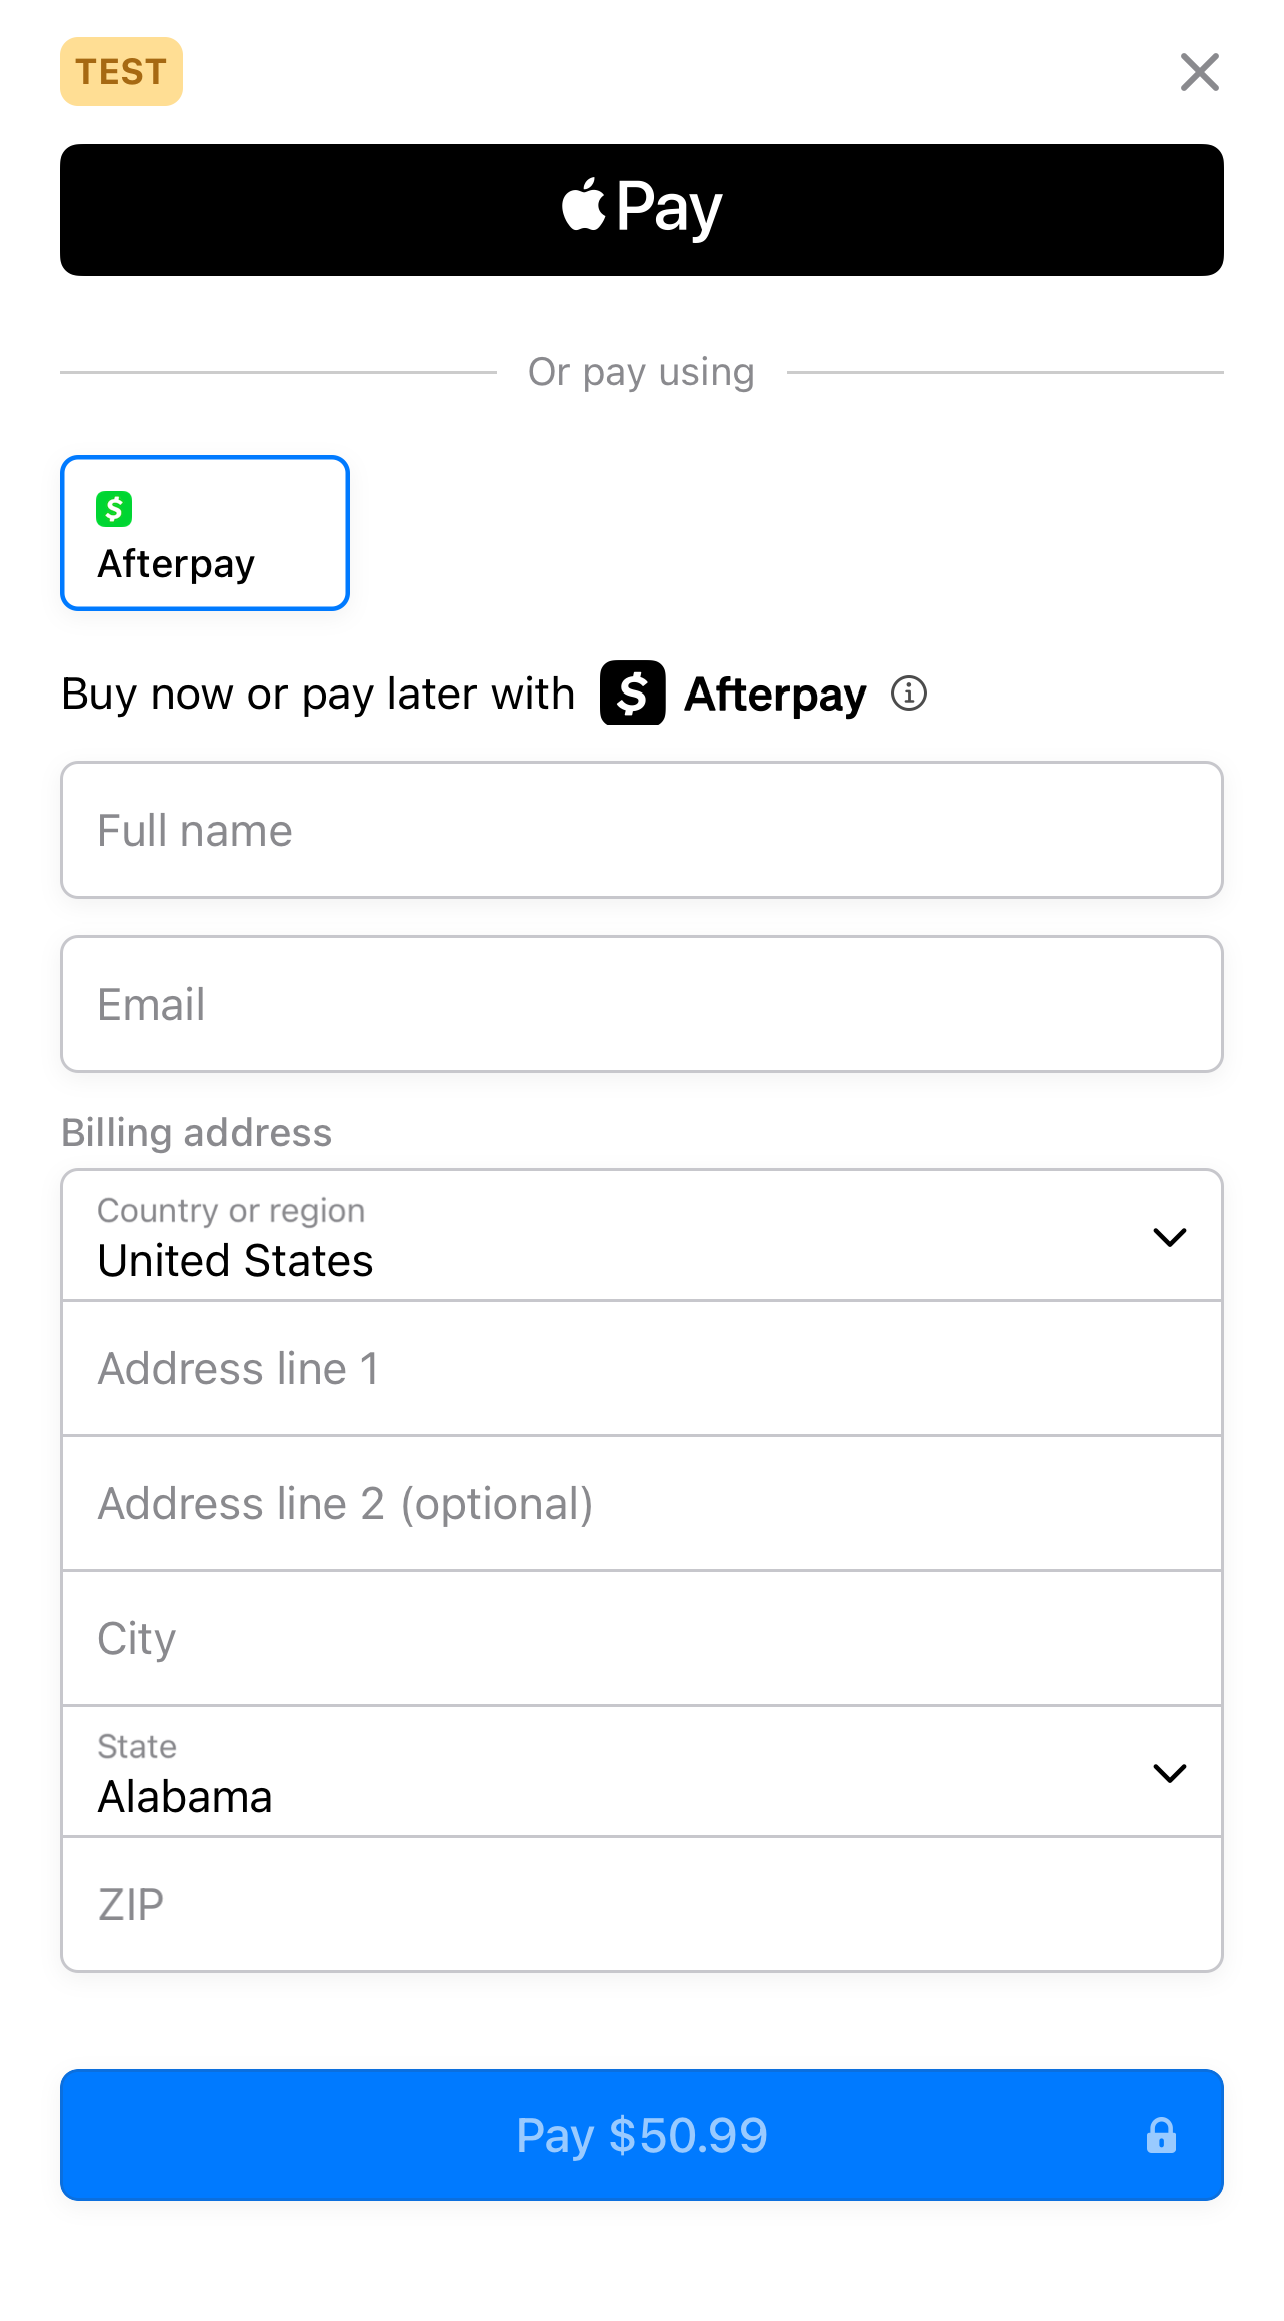 TEST
Pay
Or pay using
$
Afterpay
Buy now or pay later with $ Afterpay
Full name
Email
Billing address
Country or region
United States
Address line 1
Address line 2 (optional)
City
State
Alabama
ZIP
Pay $50.99